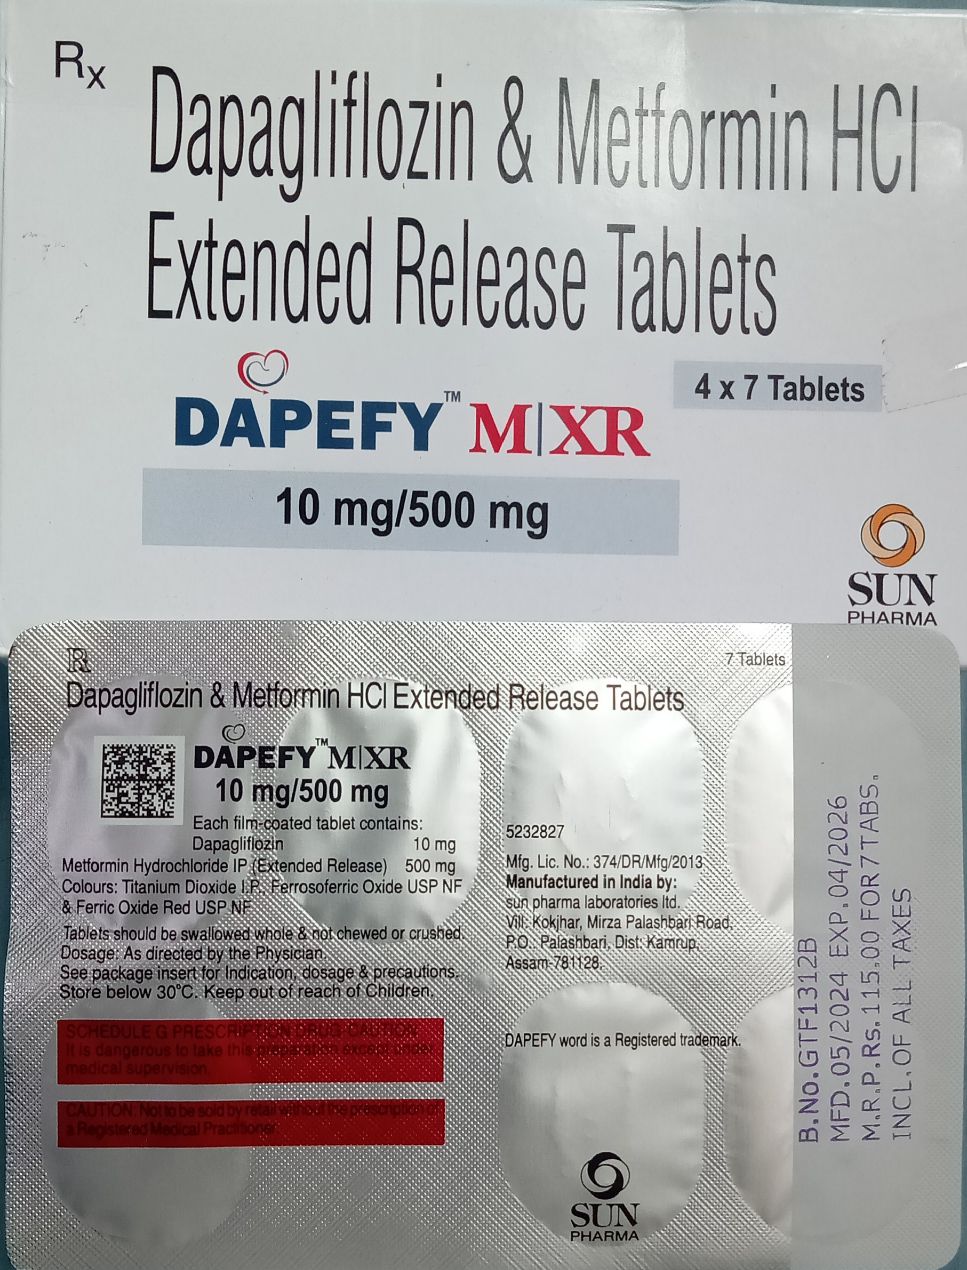 Rx
Dapagliflozin & Metformin HCl
Extended Release Tablets
4 x 7 Tablets
DAPEFY™ M|XR
10 mg/500 mg
SUN
PHARMA
Rx
7 Tablets
Dapagliflozin & Metformin HCl Extended Release Tablets
DAPEFY™ M|XR
10 mg/500 mg
Each film-coated tablet contains:
Dapagliflozin 10 mg
Metformin Hydrochloride IP (Extended Release) 500 mg
Colours: Titanium Dioxide I.P., Ferrosoferric Oxide USP NF
& Ferric Oxide Red USP NF
Tablets should be swallowed whole & not chewed or crushed.
Dosage: As directed by the Physician.
See package insert for Indication, dosage & precautions.
Store below 30°C. Keep out of reach of Children.
SCHEDULE G PRESCRIPTION DRUG-CAUTION
It is dangerous to take this preparation except under
medical supervision.
CAUTION: Not to be sold by retail without the prescription of
a Registered Medical Practitioner.
5232827
Mfg. Lic. No.: 374/DR/Mfg/2013
Manufactured in India by:
sun pharma laboratories ltd.
Vill: Kokjhar, Mirza Palashbari Road,
P.O. Palashbari, Dist: Kamrup,
Assam-781128.
DAPEFY word is a Registered trademark.
SUN
PHARMA
B.No.GTF1312B
MFD.05/2024 EXP.04/2026
M.R.P.Rs.115.00 FOR7TABS.
INCL.OF ALL TAXES